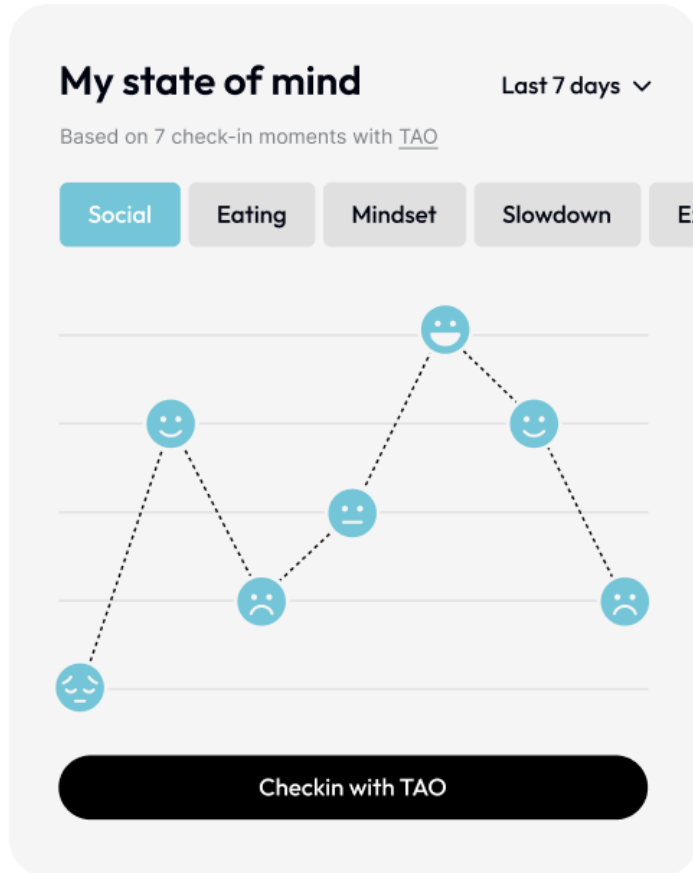 My state of mind
Last 7 days
Based on 7 check-in moments with TAO
Social Eating Mindset Slowdown
Checkin with TAO